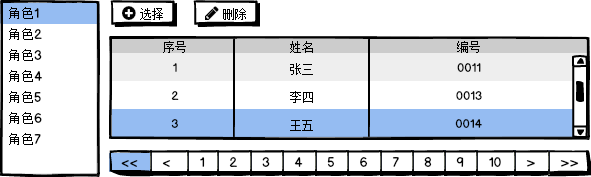 角色1
角色2
角色3
角色4
角色5
角色6
角色7
选择 删除
序号 姓名 编号
1 张三 0011
2 李四 0013
3 王五 0014
<< < 1 2 3 4 5 6 7 8 9 10 > >>